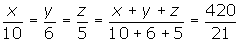 x/10 = y/6 = z/5 = (x + y + z)/(10 + 6 + 5) = 420/21